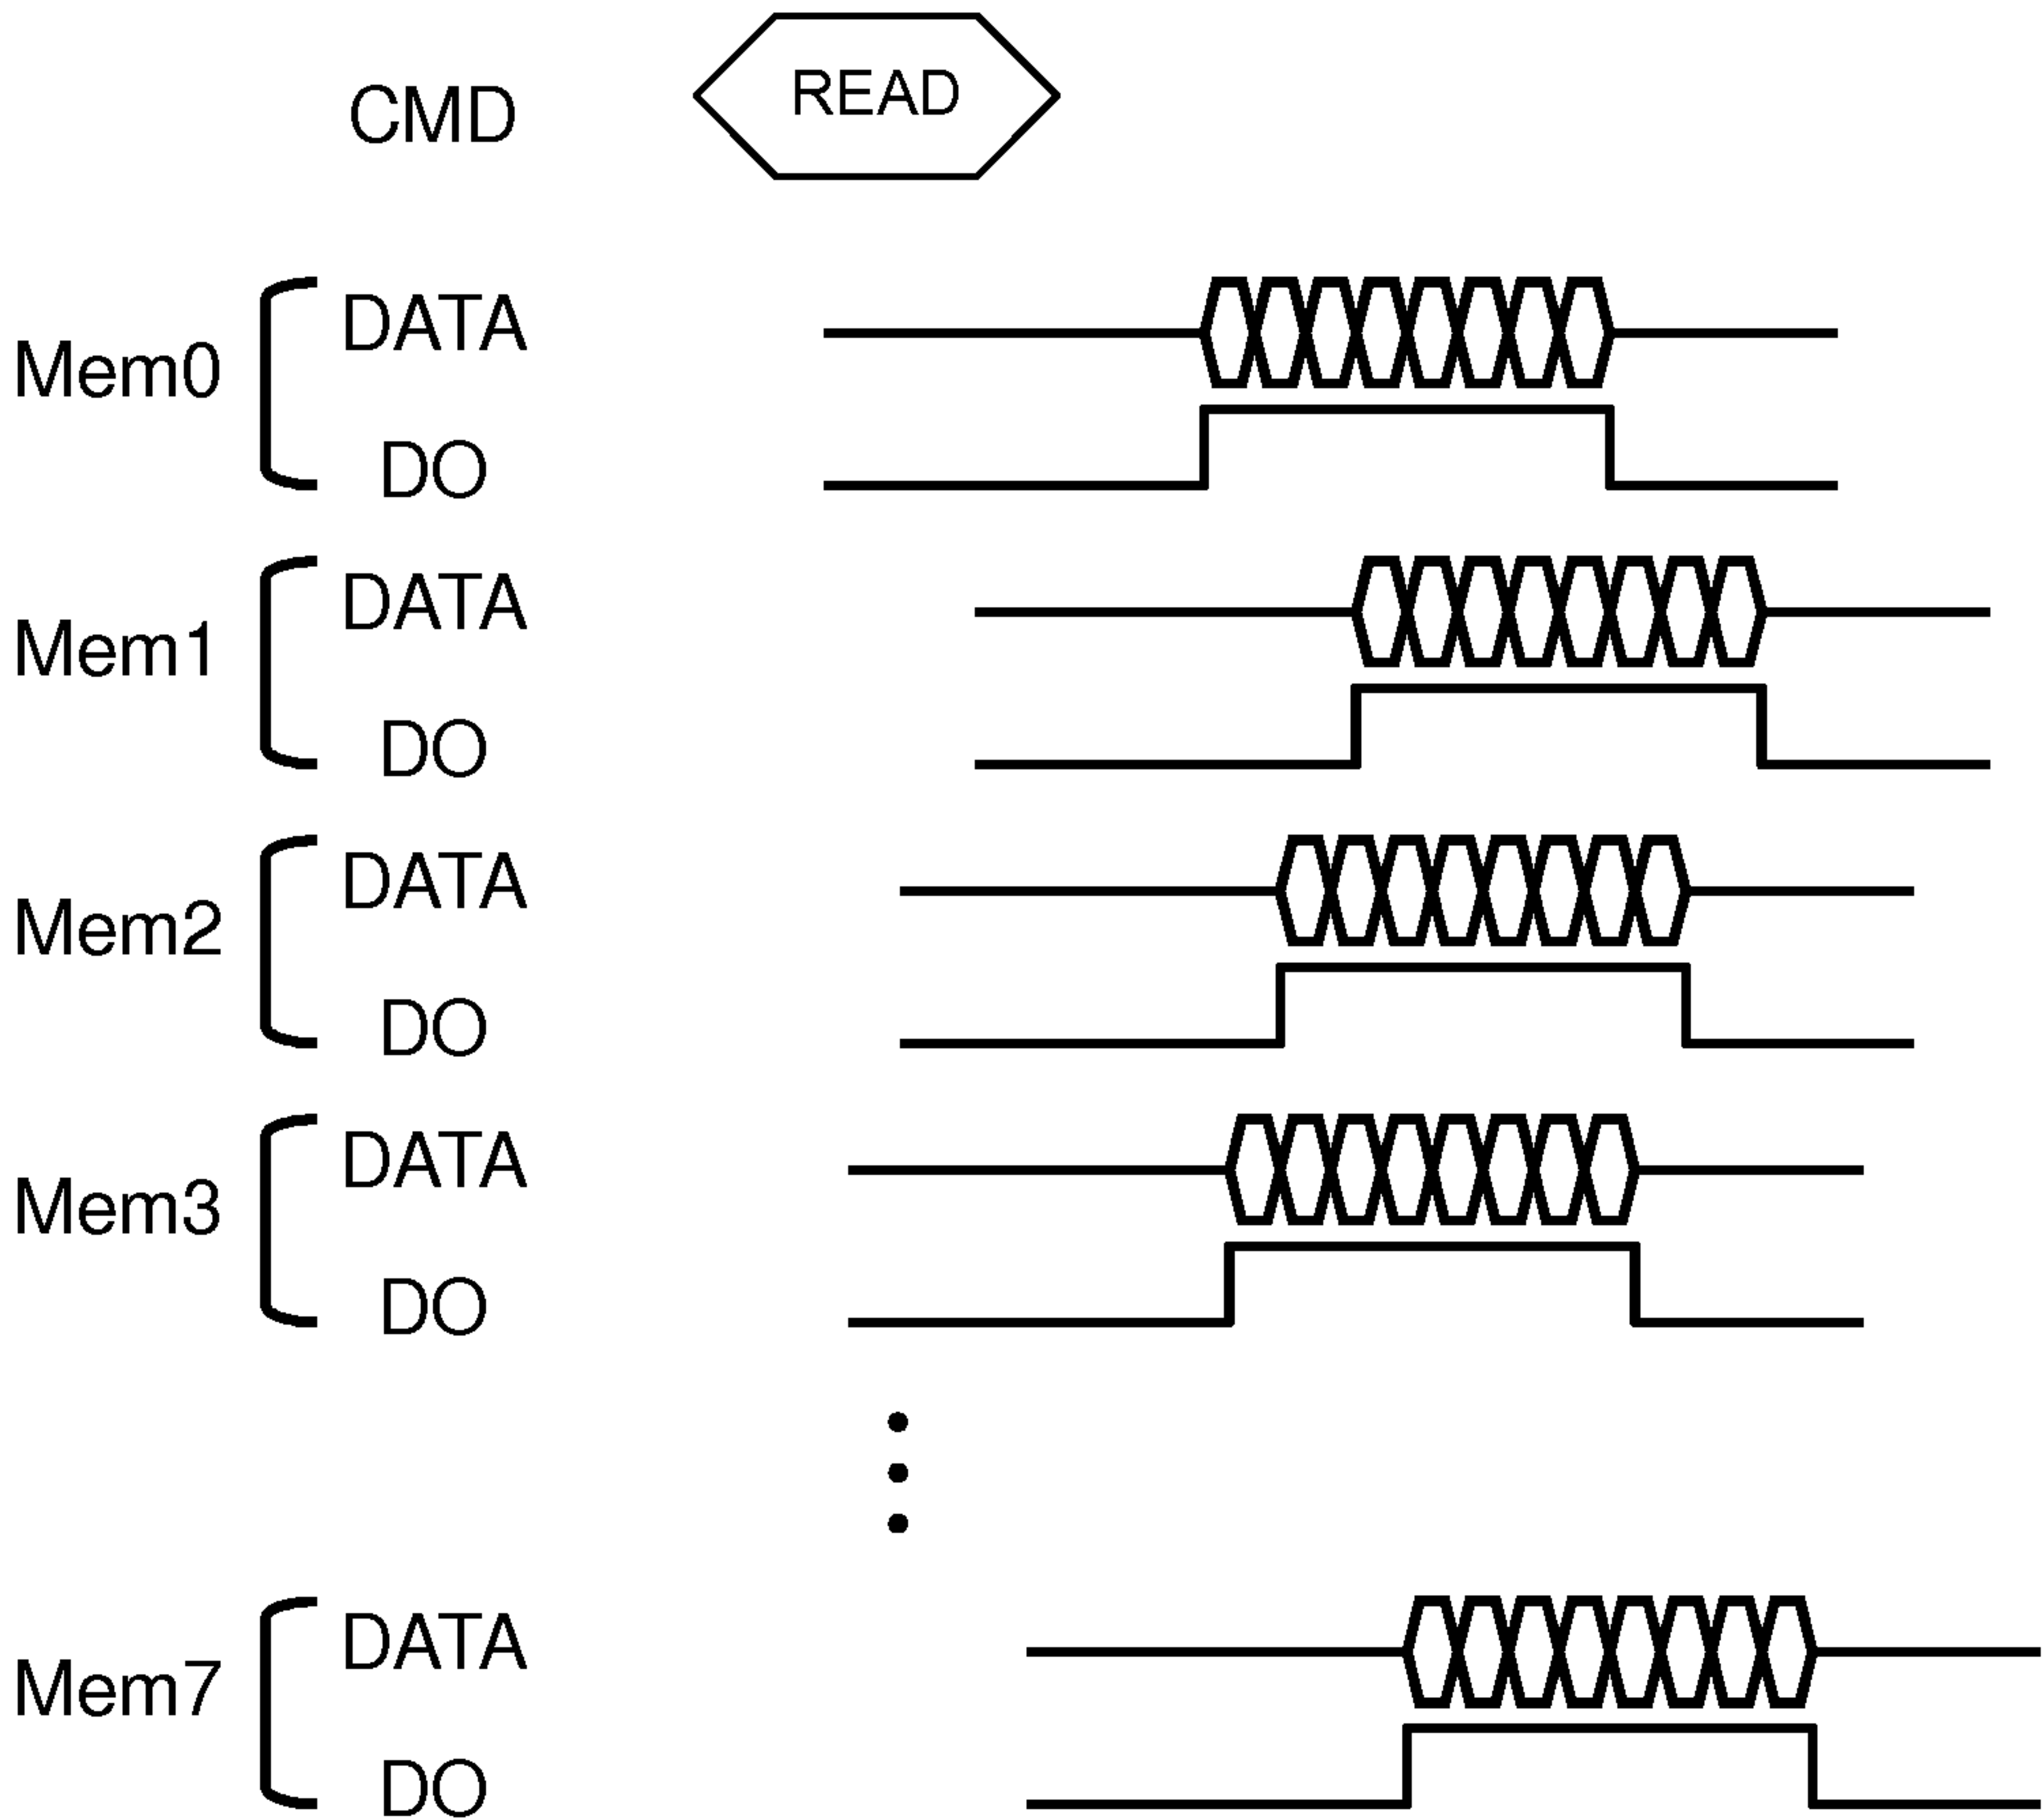 CMD READ
DATA
Mem0
DO
DATA
Mem1
DO
DATA
Mem2
DO
DATA
Mem3
DO
DATA
Mem7
DO